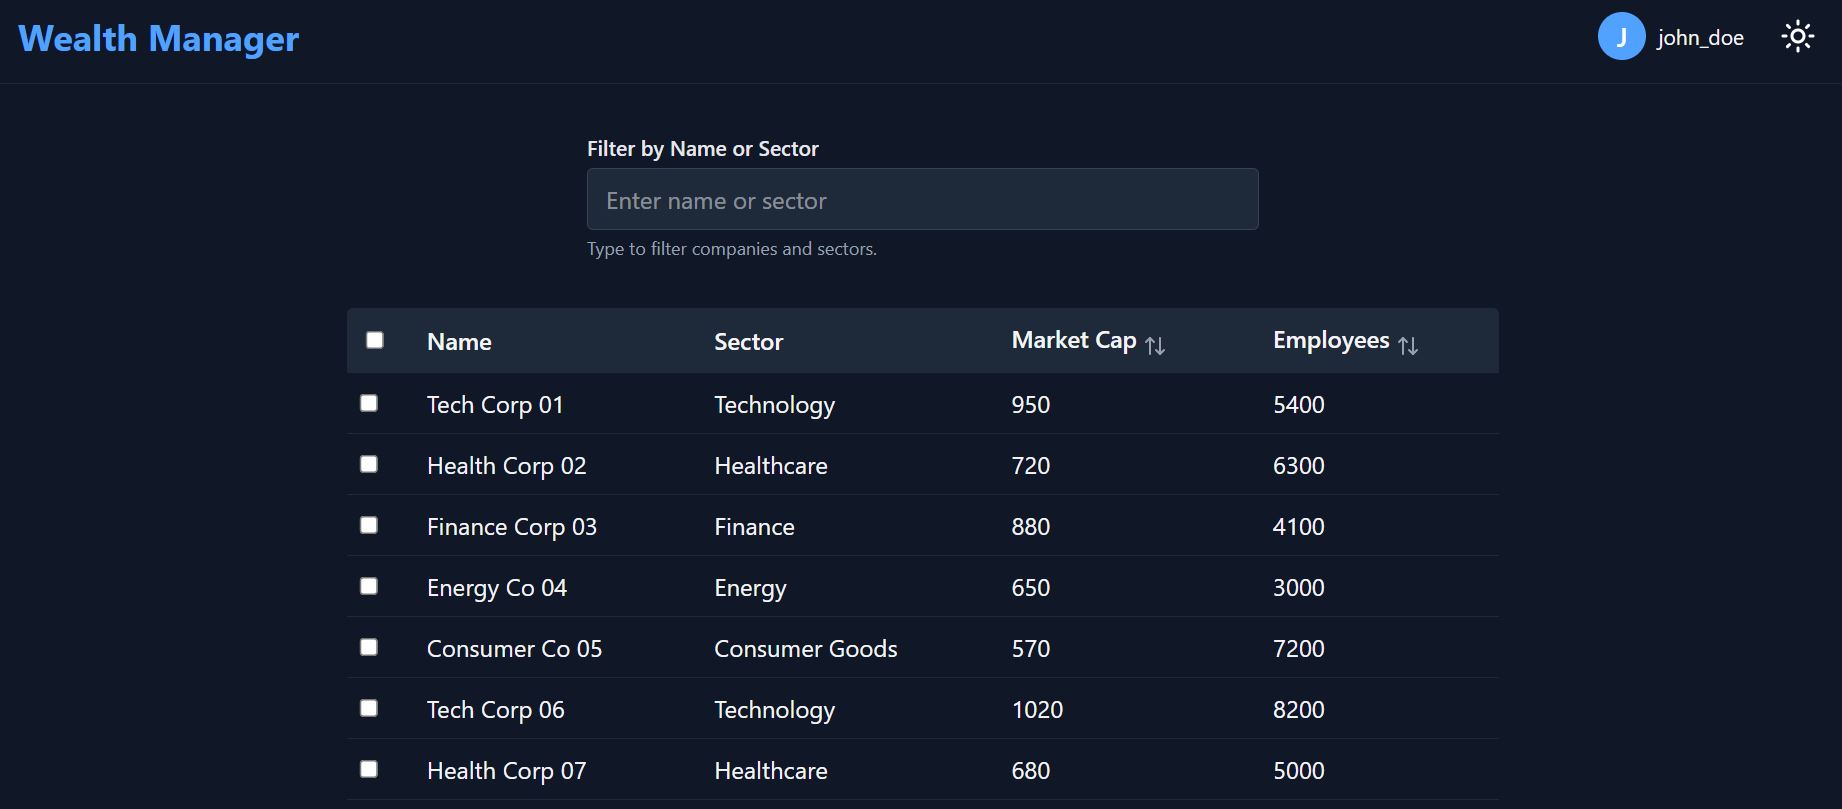 Wealth Manager
J john_doe
Filter by Name or Sector
Enter name or sector
Type to filter companies and sectors.
Name Sector Market Cap Employees
Tech Corp 01 Technology 950 5400
Health Corp 02 Healthcare 720 6300
Finance Corp 03 Finance 880 4100
Energy Co 04 Energy 650 3000
Consumer Co 05 Consumer Goods 570 7200
Tech Corp 06 Technology 1020 8200
Health Corp 07 Healthcare 680 5000